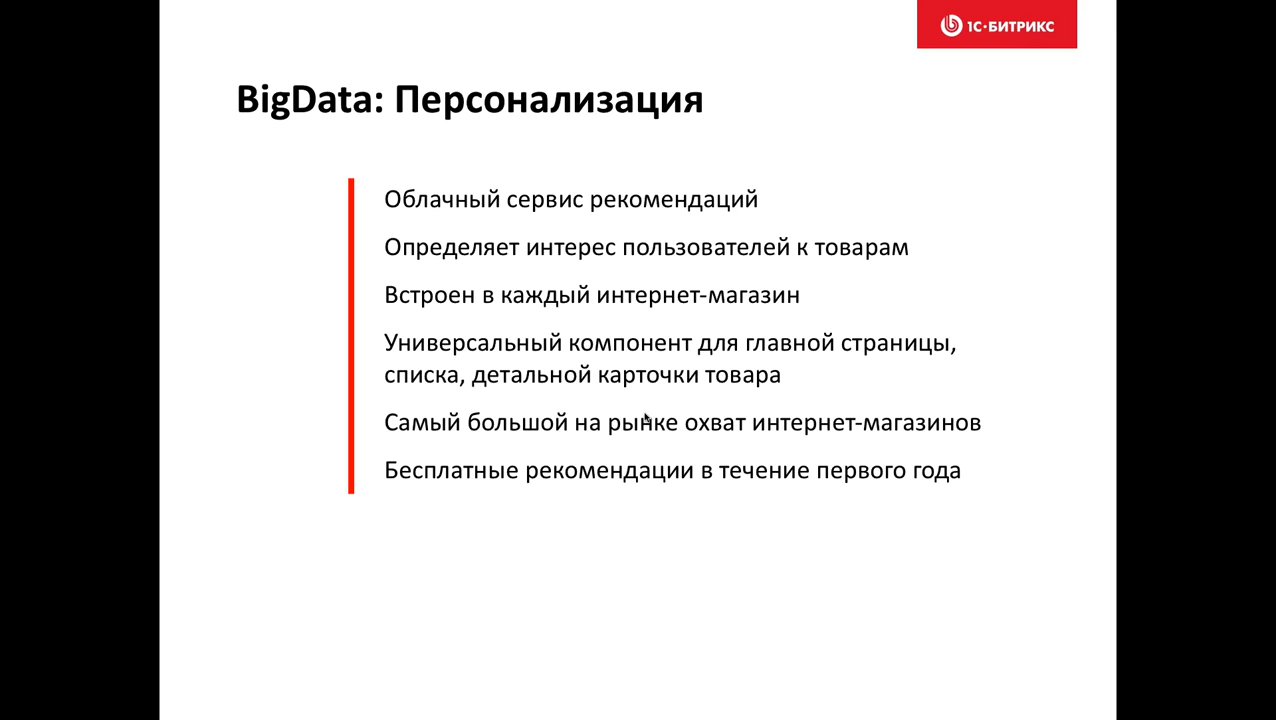 1С·БИТРИКС
BigData: Персонализация
Облачный сервис рекомендаций
Определяет интерес пользователей к товарам
Встроен в каждый интернет-магазин
Универсальный компонент для главной страницы,
списка, детальной карточки товара
Самый большой на рынке охват интернет-магазинов
Бесплатные рекомендации в течение первого года